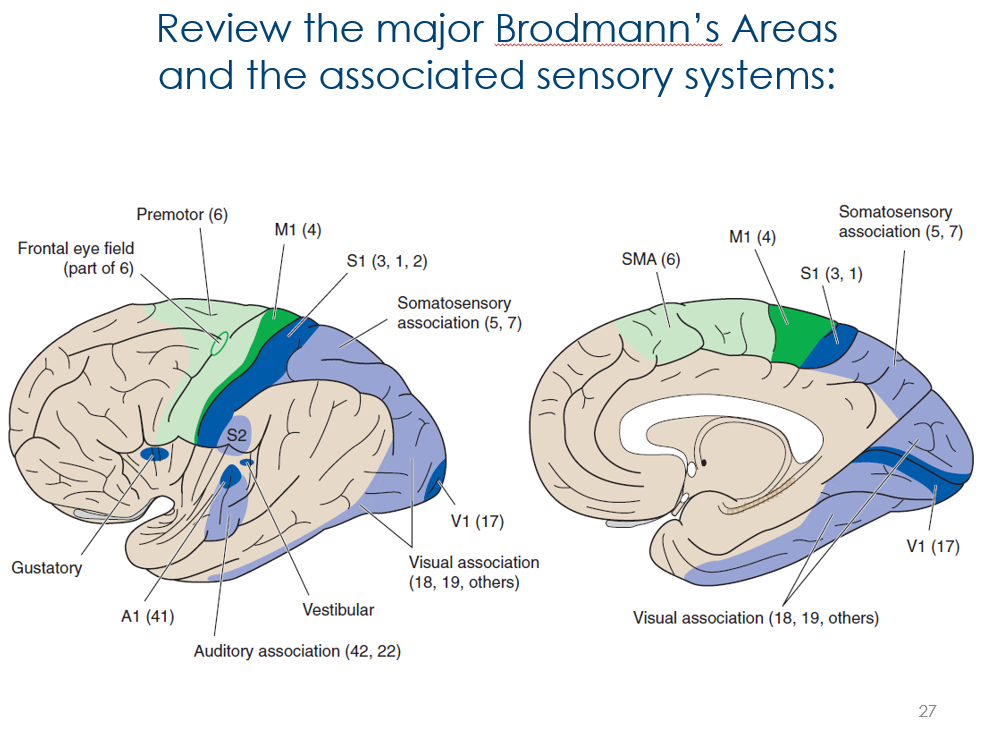 Review the major Brodmann’s Areas
and the associated sensory systems:
Premotor (6)
Frontal eye field
(part of 6)
M1 (4)
S1 (3, 1, 2)
Somatosensory
association (5, 7)
S2
V1 (17)
Visual association
(18, 19, others)
Gustatory
A1 (41)
Vestibular
Auditory association (42, 22)
Somatosensory
association (5, 7)
M1 (4)
SMA (6)
S1 (3, 1)
V1 (17)
Visual association (18, 19, others)
27